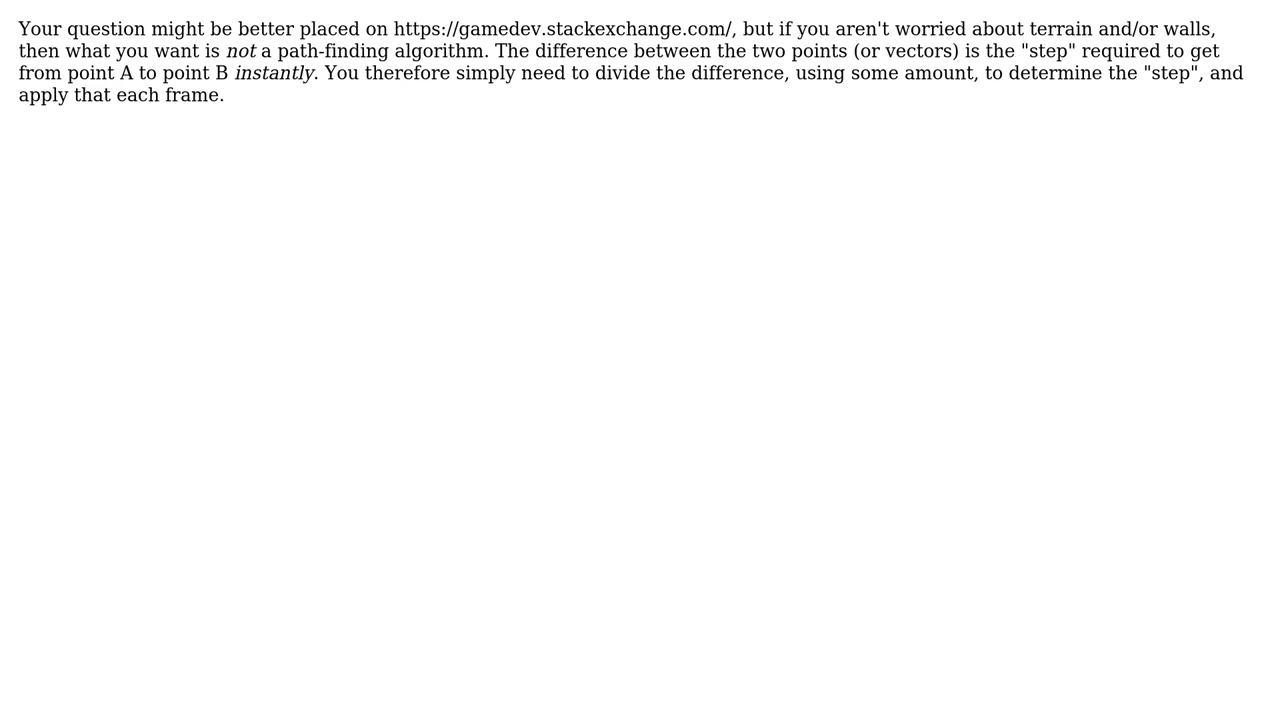 Your question might be better placed on https://gamedev.stackexchange.com/, but if you aren't worried about terrain and/or walls,
then what you want is not a path-finding algorithm. The difference between the two points (or vectors) is the "step" required to get
from point A to point B instantly. You therefore simply need to divide the difference, using some amount, to determine the "step", and
apply that each frame.